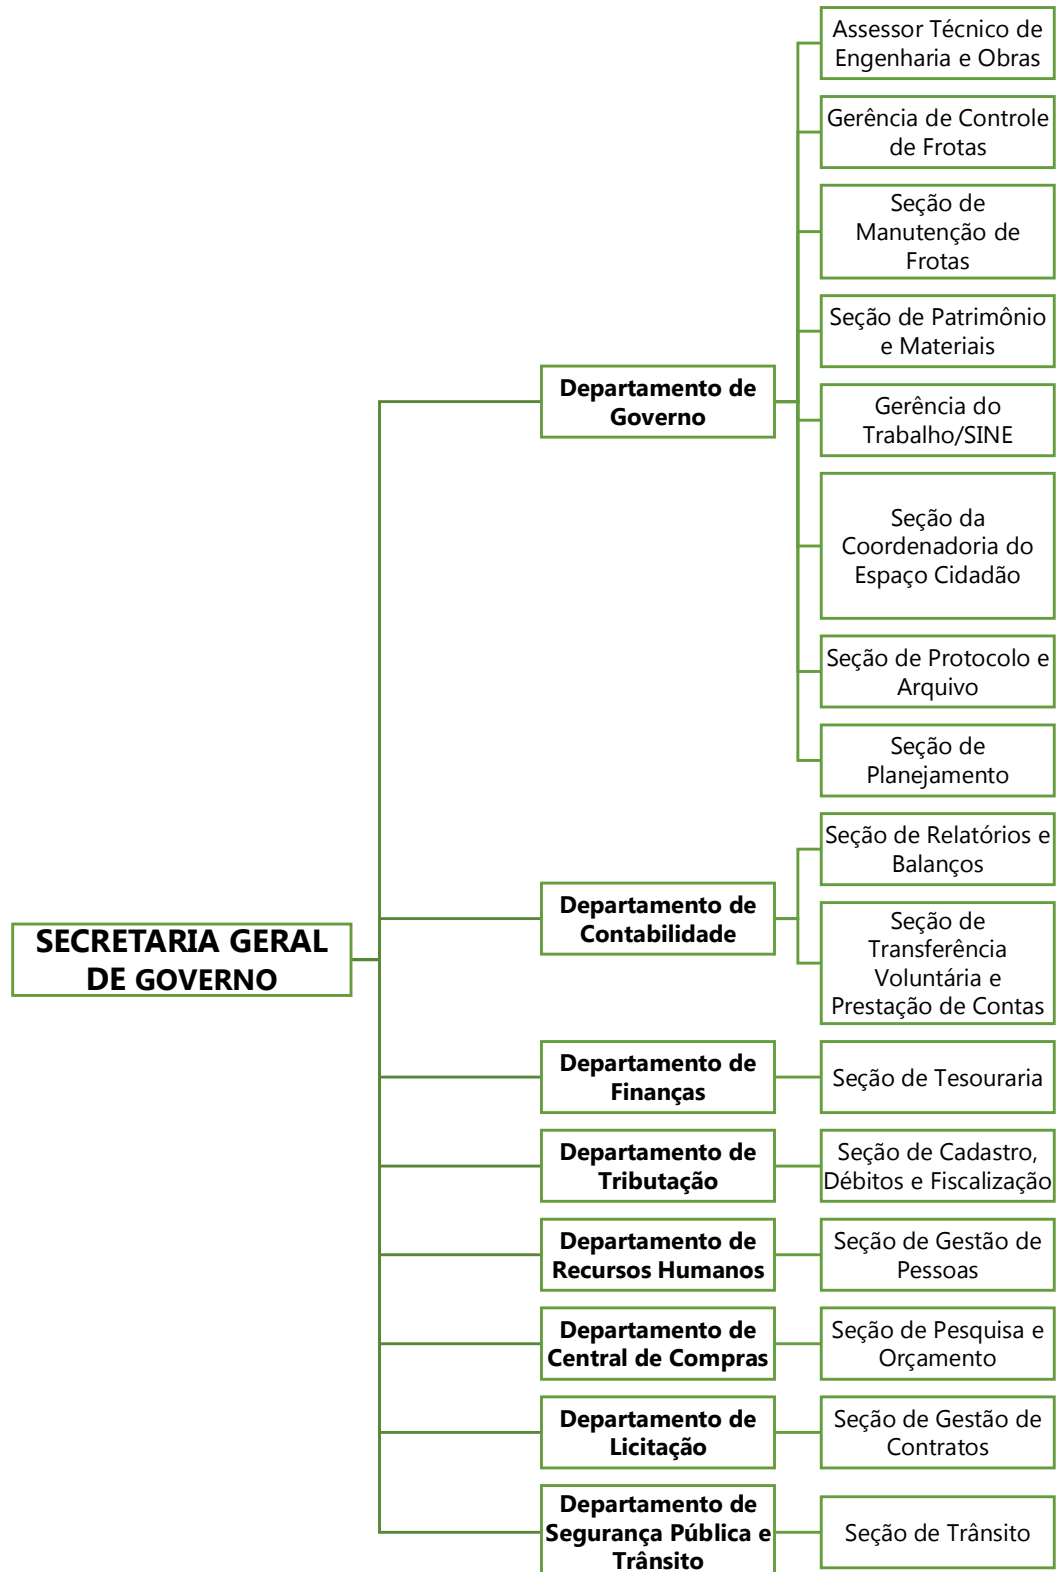 Assessor Técnico de
Engenharia e Obras
Gerência de Controle
de Frotas
Seção de
Manutenção de
Frotas
Seção de Patrimônio
e Materiais
Departamento de
Governo
Gerência do
Trabalho/SINE
Seção da
Coordenadoria do
Espaço Cidadão
Seção de Protocolo e
Arquivo
Seção de
Planejamento
SECRETARIA GERAL
DE GOVERNO
Departamento de
Contabilidade
Seção de Relatórios e
Balanços
Seção de
Transferência
Voluntária e
Prestação de Contas
Departamento de
Finanças
Seção de Tesouraria
Departamento de
Tributação
Seção de Cadastro,
Débitos e Fiscalização
Departamento de
Recursos Humanos
Seção de Gestão de
Pessoas
Departamento de
Central de Compras
Seção de Pesquisa e
Orçamento
Departamento de
Licitação
Seção de Gestão de
Contratos
Departamento de
Segurança Pública e
Trânsito
Seção de Trânsito